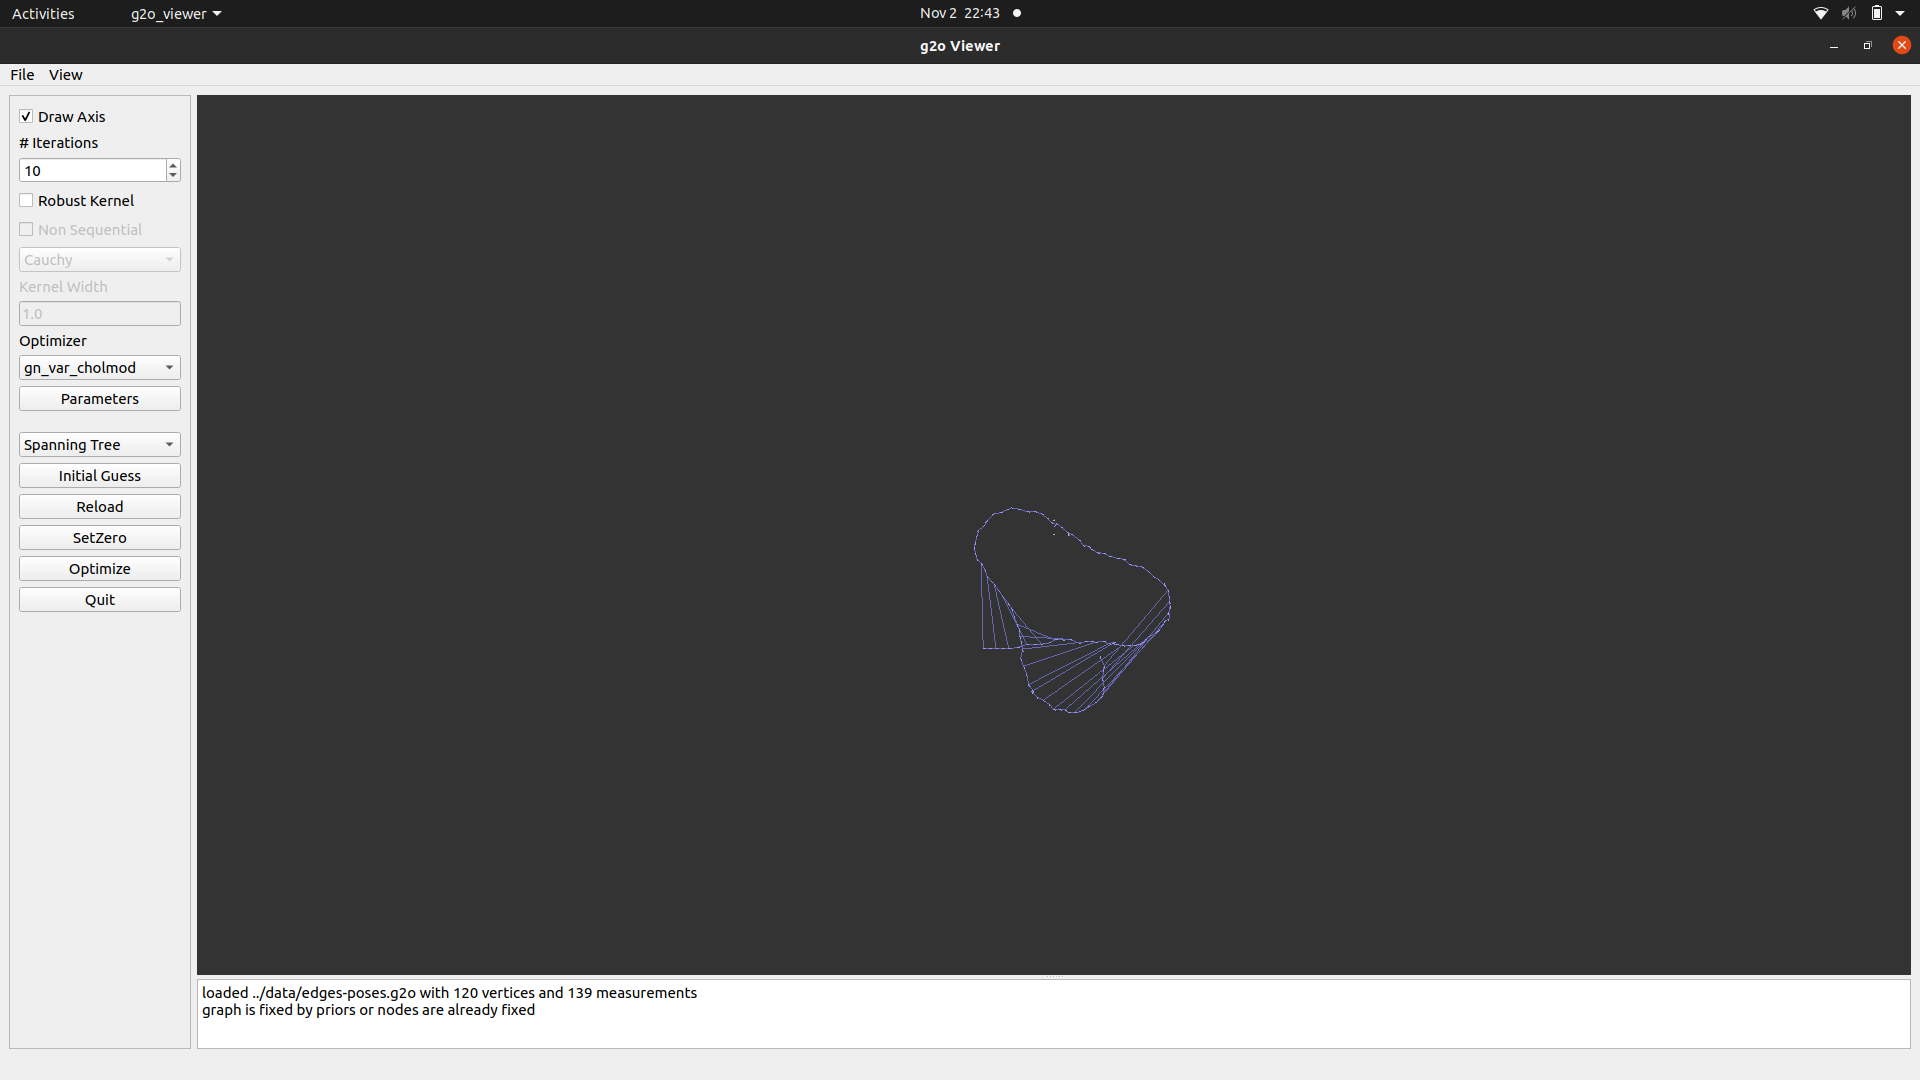 Activities g2o_viewer Nov 2 22:43
g2o Viewer
File View
Draw Axis
# Iterations
10
Robust Kernel
Non Sequential
Cauchy
Kernel Width
1.0
Optimizer
gn_var_cholmod
Parameters
Spanning Tree
Initial Guess
Reload
SetZero
Optimize
Quit
loaded ../data/edges-poses.g2o with 120 vertices and 139 measurements
graph is fixed by priors or nodes are already fixed